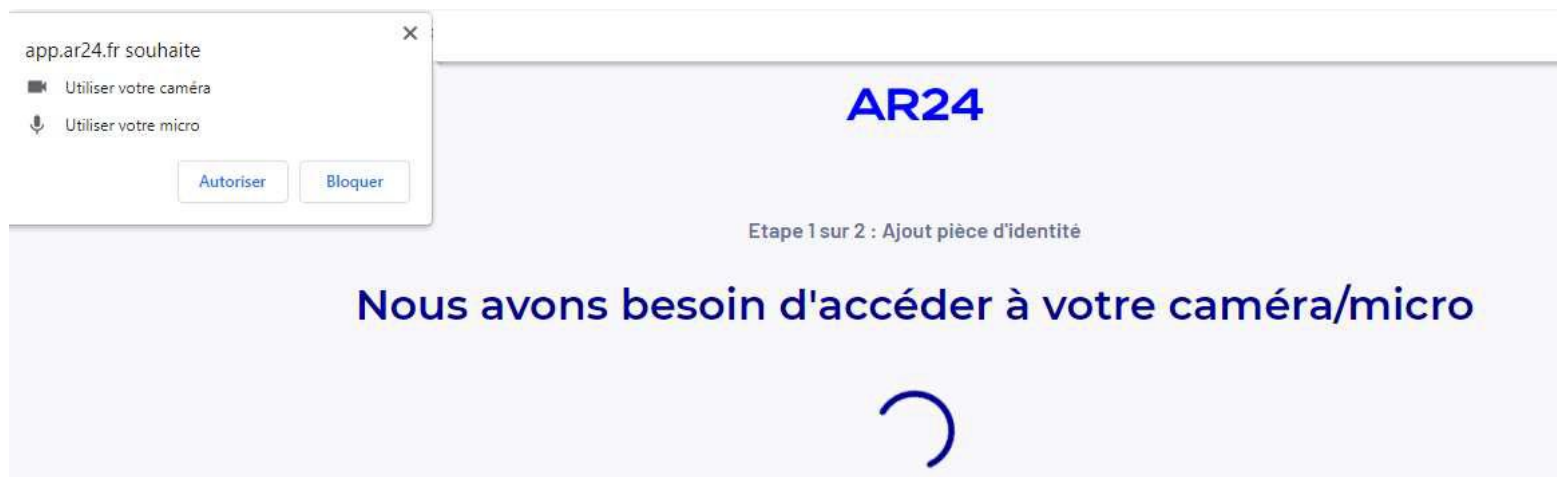 app.ar24.fr souhaite
Utiliser votre caméra
Utiliser votre micro
Autoriser Bloquer
AR24
Etape 1 sur 2 : Ajout pièce d'identité
Nous avons besoin d'accéder à votre caméra/micro